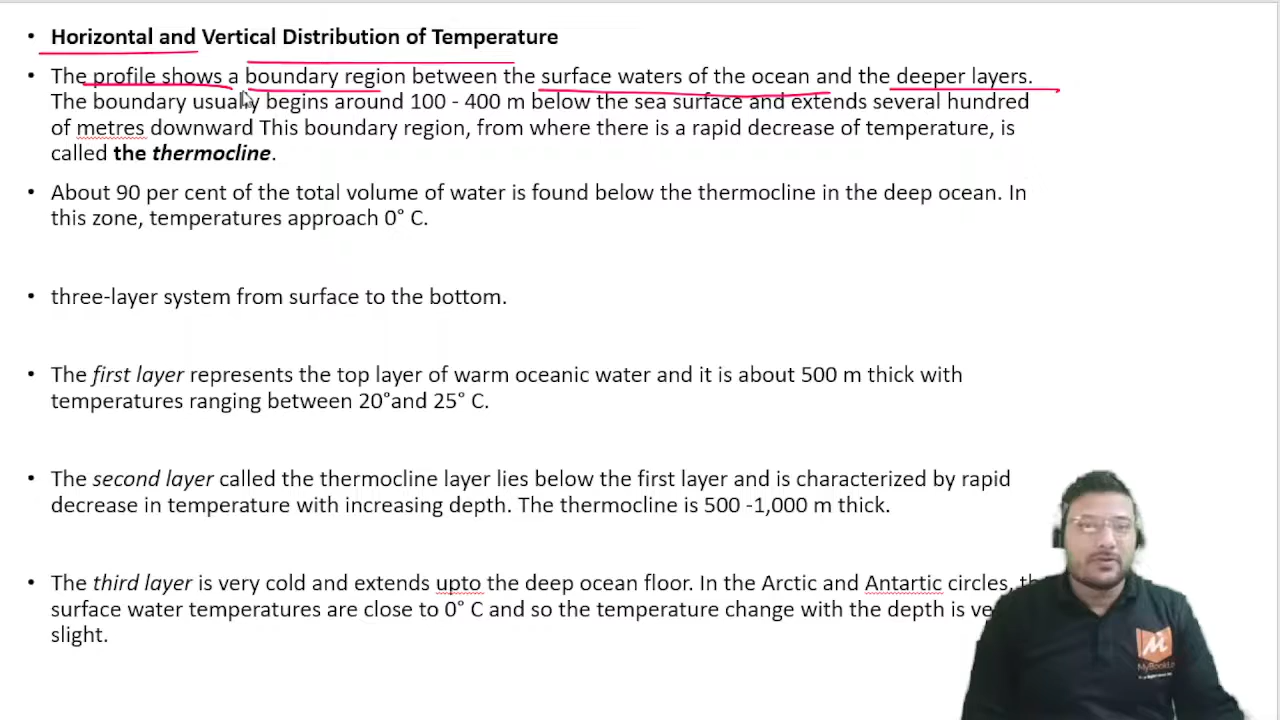 • Horizontal and Vertical Distribution of Temperature
• The profile shows a boundary region between the surface waters of the ocean and the deeper layers.
The boundary usually begins around 100 - 400 m below the sea surface and extends several hundred
of metres downward This boundary region, from where there is a rapid decrease of temperature, is
called the thermocline.
• About 90 per cent of the total volume of water is found below the thermocline in the deep ocean. In
this zone, temperatures approach 0° C.
• three-layer system from surface to the bottom.
• The first layer represents the top layer of warm oceanic water and it is about 500 m thick with
temperatures ranging between 20°and 25° C.
• The second layer called the thermocline layer lies below the first layer and is characterized by rapid
decrease in temperature with increasing depth. The thermocline is 500 -1,000 m thick.
• The third layer is very cold and extends upto the deep ocean floor. In the Arctic and Antartic circles,
surface water temperatures are close to 0° C and so the temperature change with the depth is
slight.